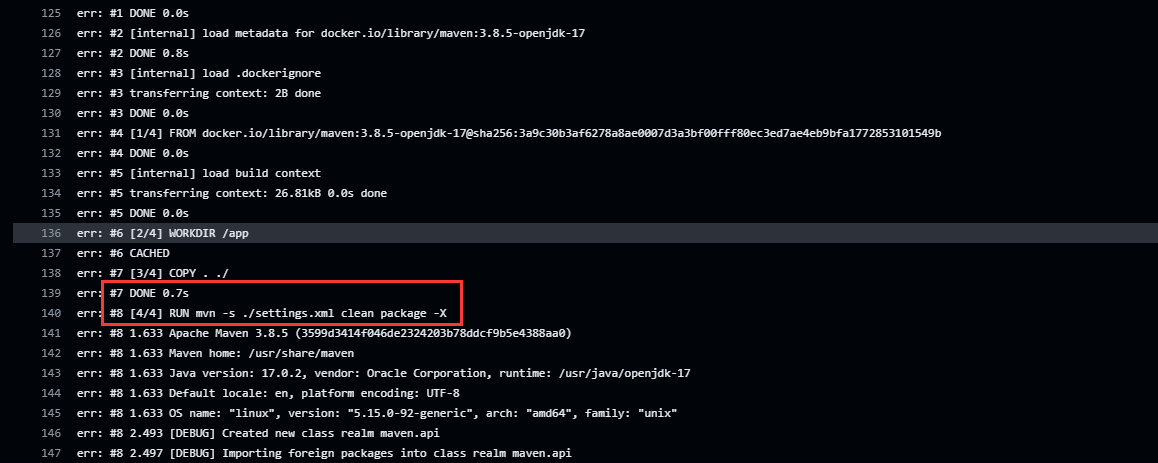 125 err: #1 DONE 0.0s
126 err: #2 [internal] load metadata for docker.io/library/maven:3.8.5-openjdk-17
127 err: #2 DONE 0.8s
128 err: #3 [internal] load .dockerignore
129 err: #3 transferring context: 2B done
130 err: #3 DONE 0.0s
131 err: #4 [1/4] FROM docker.io/library/maven:3.8.5-openjdk-17@sha256:3a9c30b3af6278a8ae0007d3a3bf00fff80ec3ed7ae4eb9bfa1772853101549b
132 err: #4 DONE 0.0s
133 err: #5 [internal] load build context
134 err: #5 transferring context: 26.81kB 0.0s done
135 err: #5 DONE 0.0s
136 err: #6 [2/4] WORKDIR /app
137 err: #6 CACHED
138 err: #7 [3/4] COPY . ./
139 err: #7 DONE 0.7s
140 err: #8 [4/4] RUN mvn -s ./settings.xml clean package -X
141 err: #8 1.633 Apache Maven 3.8.5 (3599d3414f046de2324203b78ddcf9b5e4388aa0)
142 err: #8 1.633 Maven home: /usr/share/maven
143 err: #8 1.633 Java version: 17.0.2, vendor: Oracle Corporation, runtime: /usr/java/openjdk-17
144 err: #8 1.633 Default locale: en, platform encoding: UTF-8
145 err: #8 1.633 OS name: "linux", version: "5.15.0-92-generic", arch: "amd64", family: "unix"
146 err: #8 2.493 [DEBUG] Created new class realm maven.api
147 err: #8 2.497 [DEBUG] Importing foreign packages into class realm maven.api